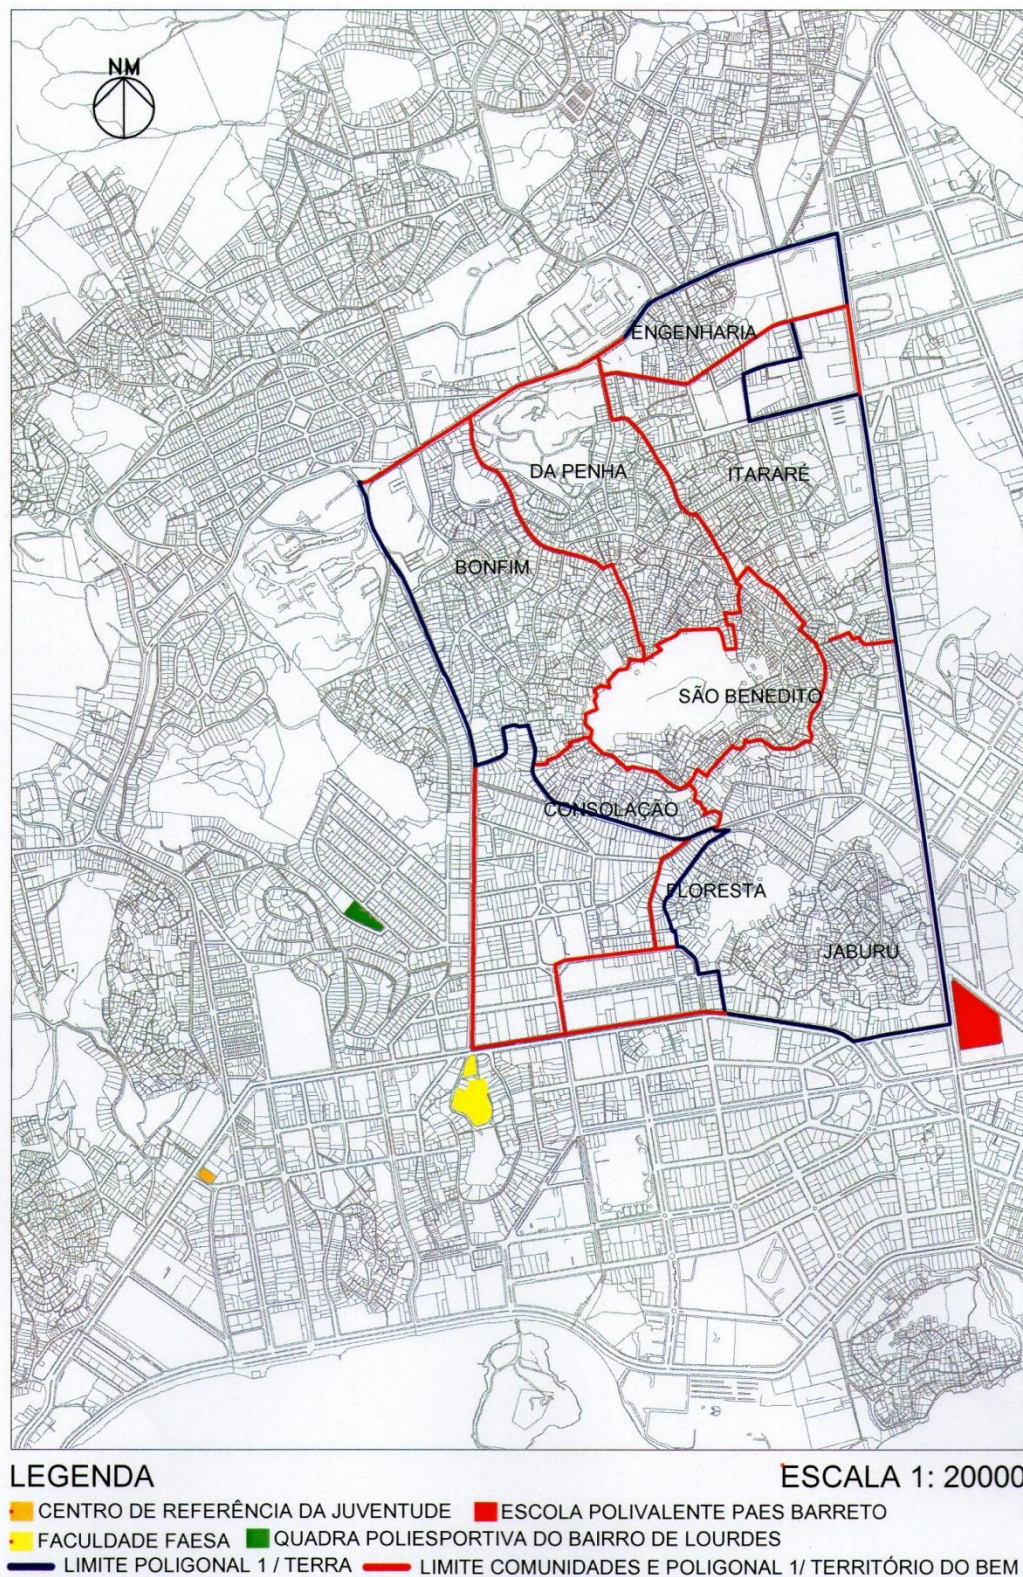 NM
ENGENHARIA
DA PENHA
ITARARÉ
BONFIM
SÃO BENEDITO
CONSOLAÇÃO
FLORESTA
JABURU
LEGENDA
ESCALA 1: 20000
CENTRO DE REFERÊNCIA DA JUVENTUDE
ESCOLA POLIVALENTE PAES BARRETO
FACULDADE FAESA
QUADRA POLIESPORTIVA DO BAIRRO DE LOURDES
LIMITE POLIGONAL 1 / TERRA
LIMITE COMUNIDADES E POLIGONAL 1/ TERRITÓRIO DO BEM